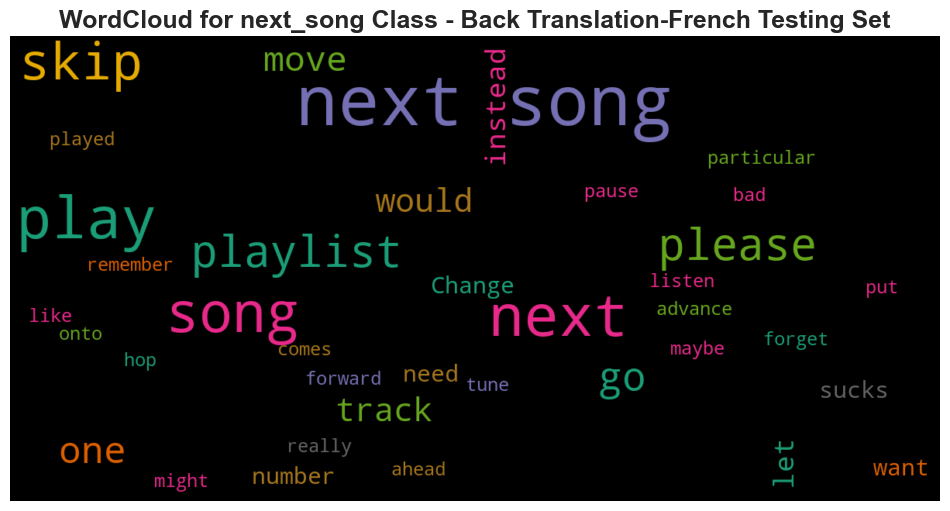 WordCloud for next_song Class - Back Translation-French Testing Set
skip
move
next song
instead
played
particular
pause
bad
would
play
playlist
please
remember
Change
listen
put
like
song
next
advance
onto
maybe
forget
comes
hop
forward
need
tune
go
sucks
track
one
really
number
ahead
let
want
might